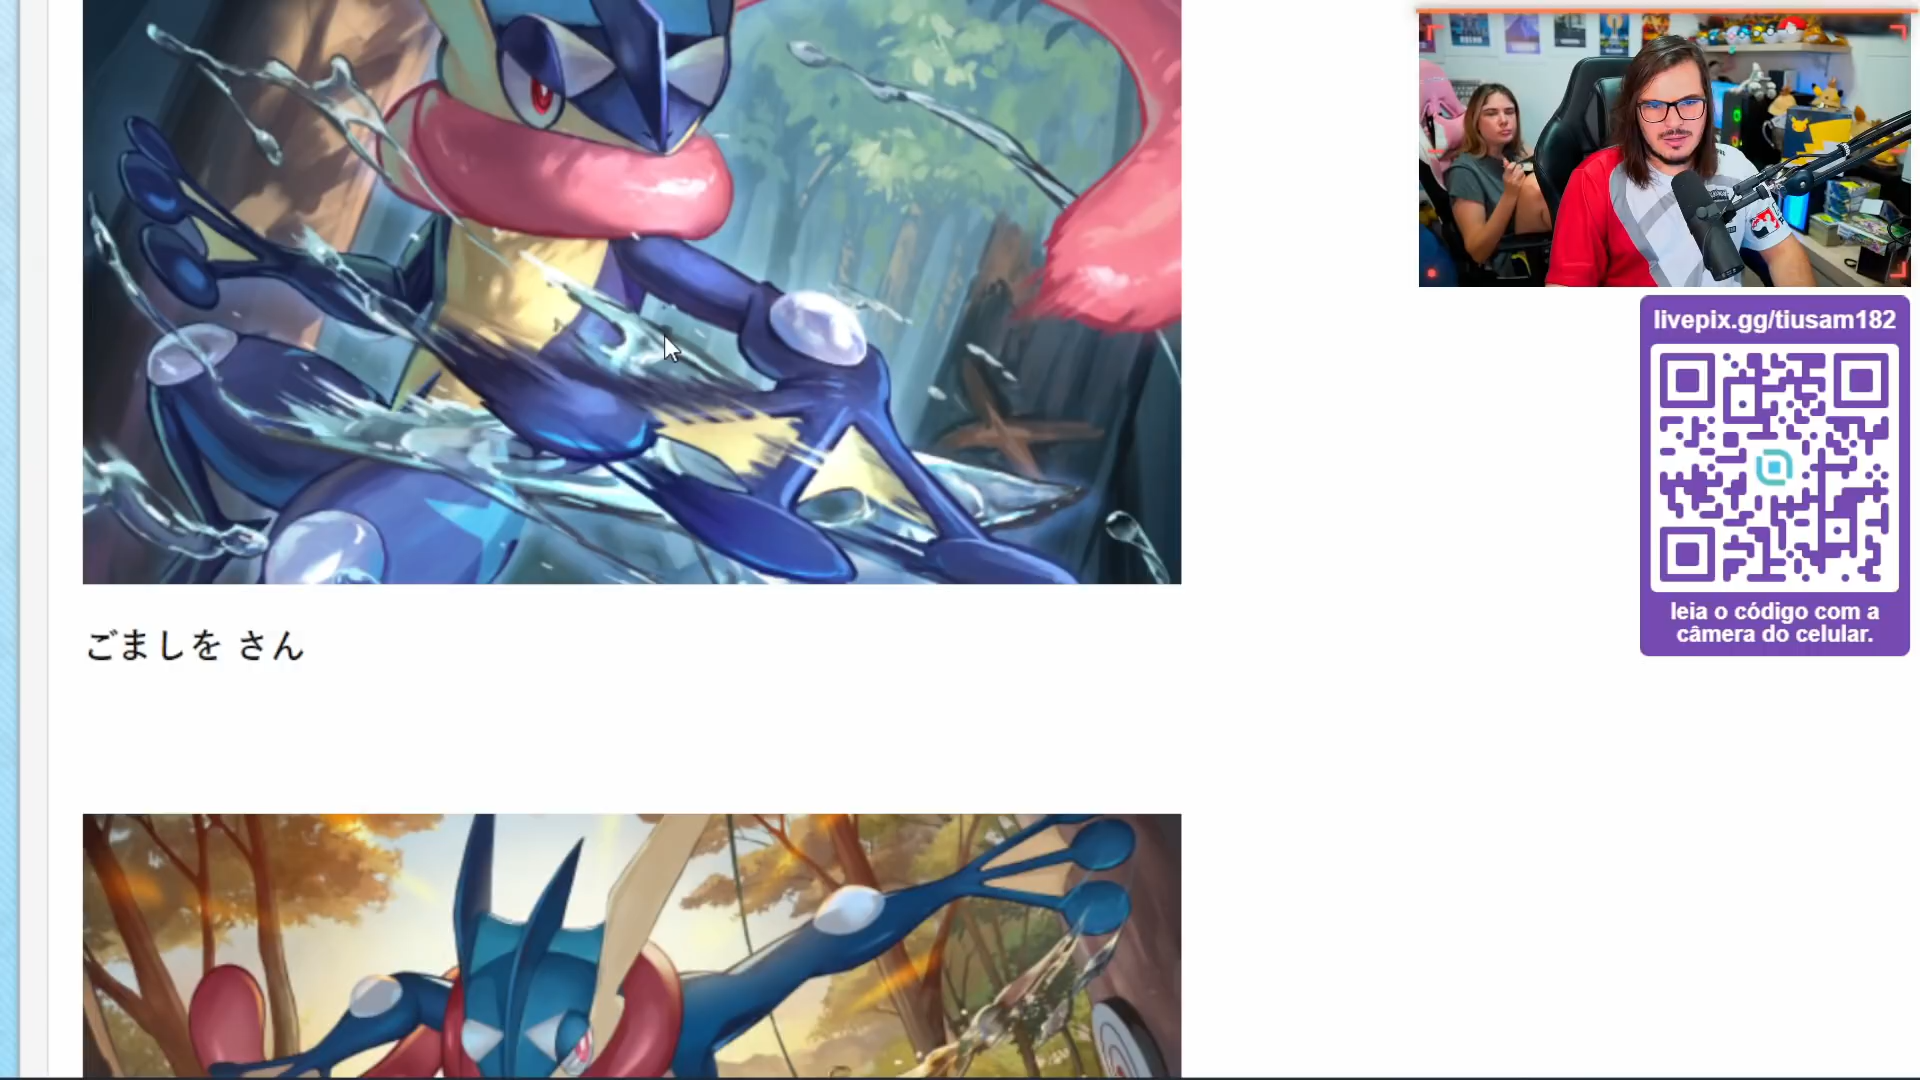 ごましを さん
livepix.gg/tiusam182
leia o código com a
câmera do celular.